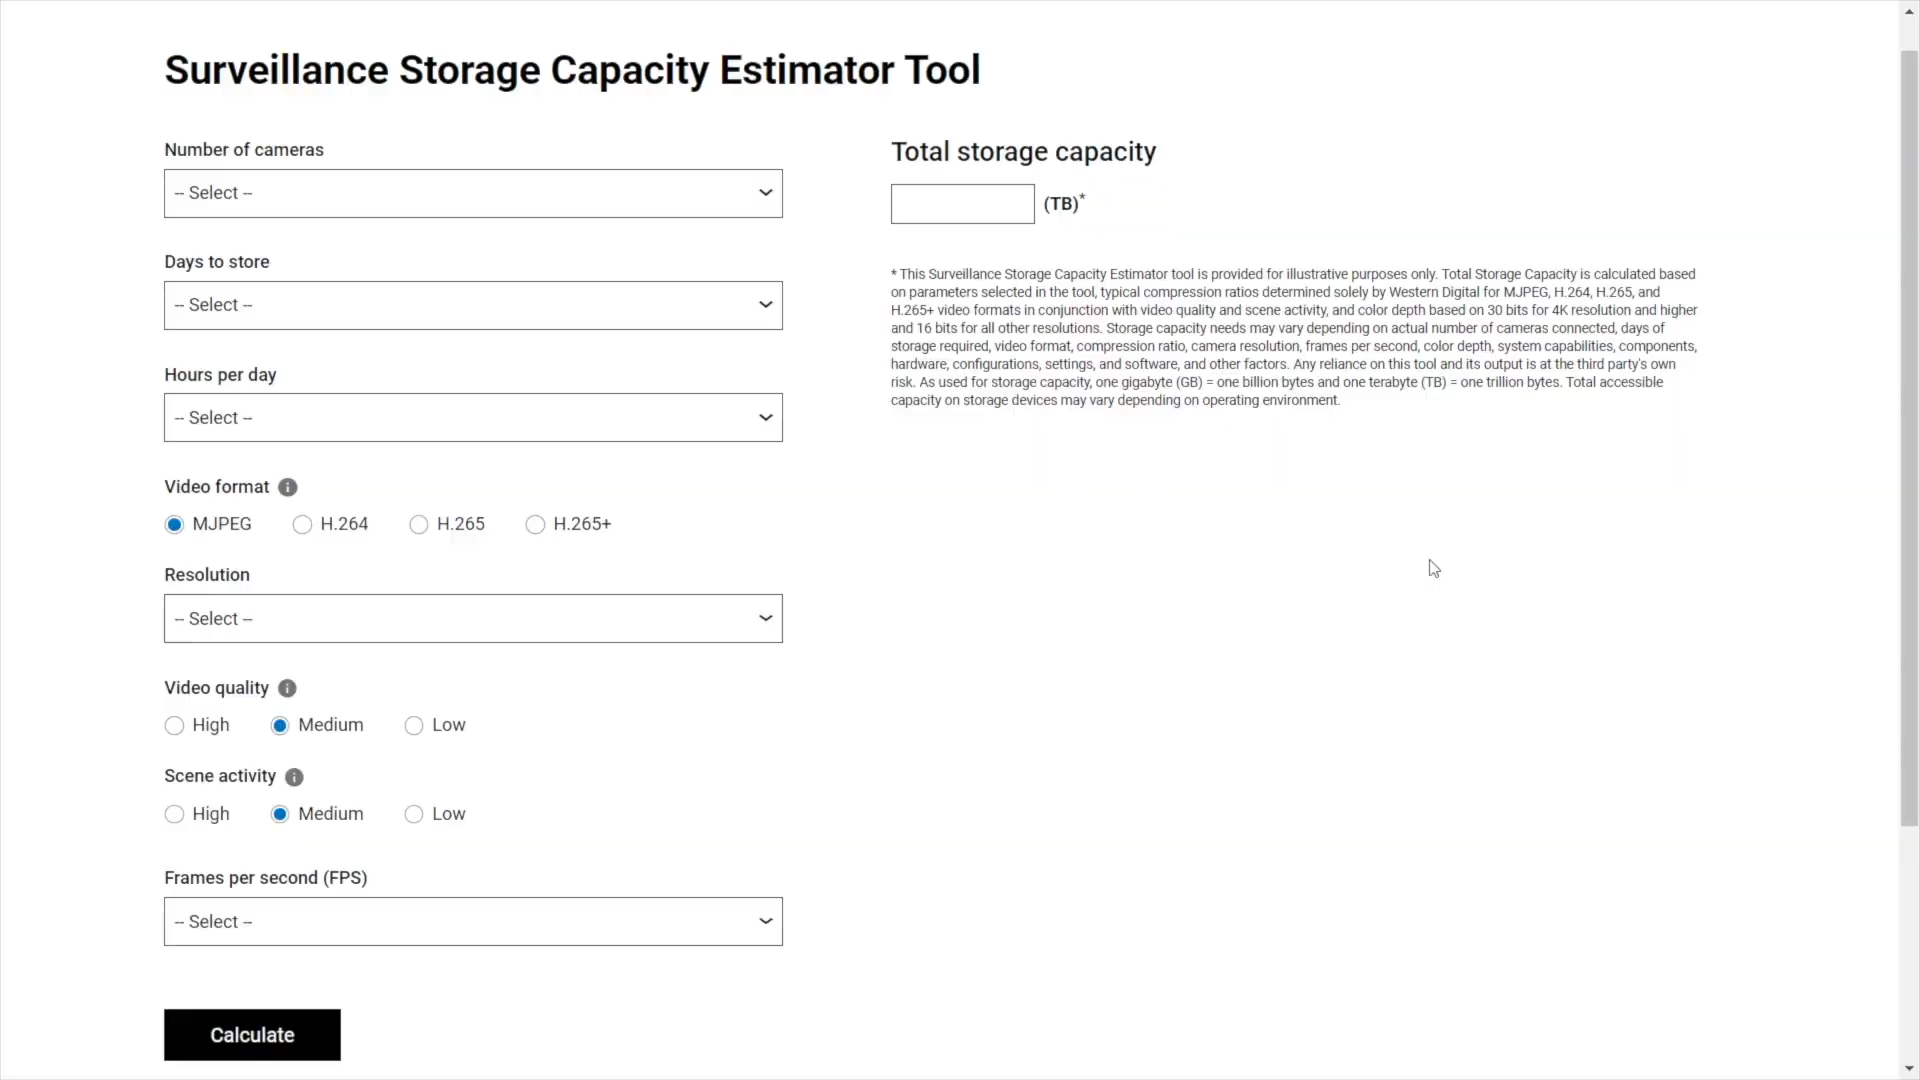 Surveillance Storage Capacity Estimator Tool
Number of cameras
-- Select --
Days to store
-- Select --
Hours per day
-- Select --
Video format
MJPEG H.264 H.265 H.265+
Resolution
-- Select --
Video quality
High Medium Low
Scene activity
High Medium Low
Frames per second (FPS)
-- Select --
Calculate
Total storage capacity
(TB)*
* This Surveillance Storage Capacity Estimator tool is provided for illustrative purposes only. Total Storage Capacity is calculated based
on parameters selected in the tool, typical compression ratios determined solely by Western Digital for MJPEG, H.264, H.265, and
H.265+ video formats in conjunction with video quality and scene activity, and color depth based on 30 bits for 4K resolution and higher
and 16 bits for all other resolutions. Storage capacity needs may vary depending on actual number of cameras connected, days of
storage required, video format, compression ratio, camera resolution, frames per second, color depth, system capabilities, components,
hardware, configurations, settings, and software, and other factors. Any reliance on this tool and its output is at the third party's own
risk. As used for storage capacity, one gigabyte (GB) = one billion bytes and one terabyte (TB) = one trillion bytes. Total accessible
capacity on storage devices may vary depending on operating environment.